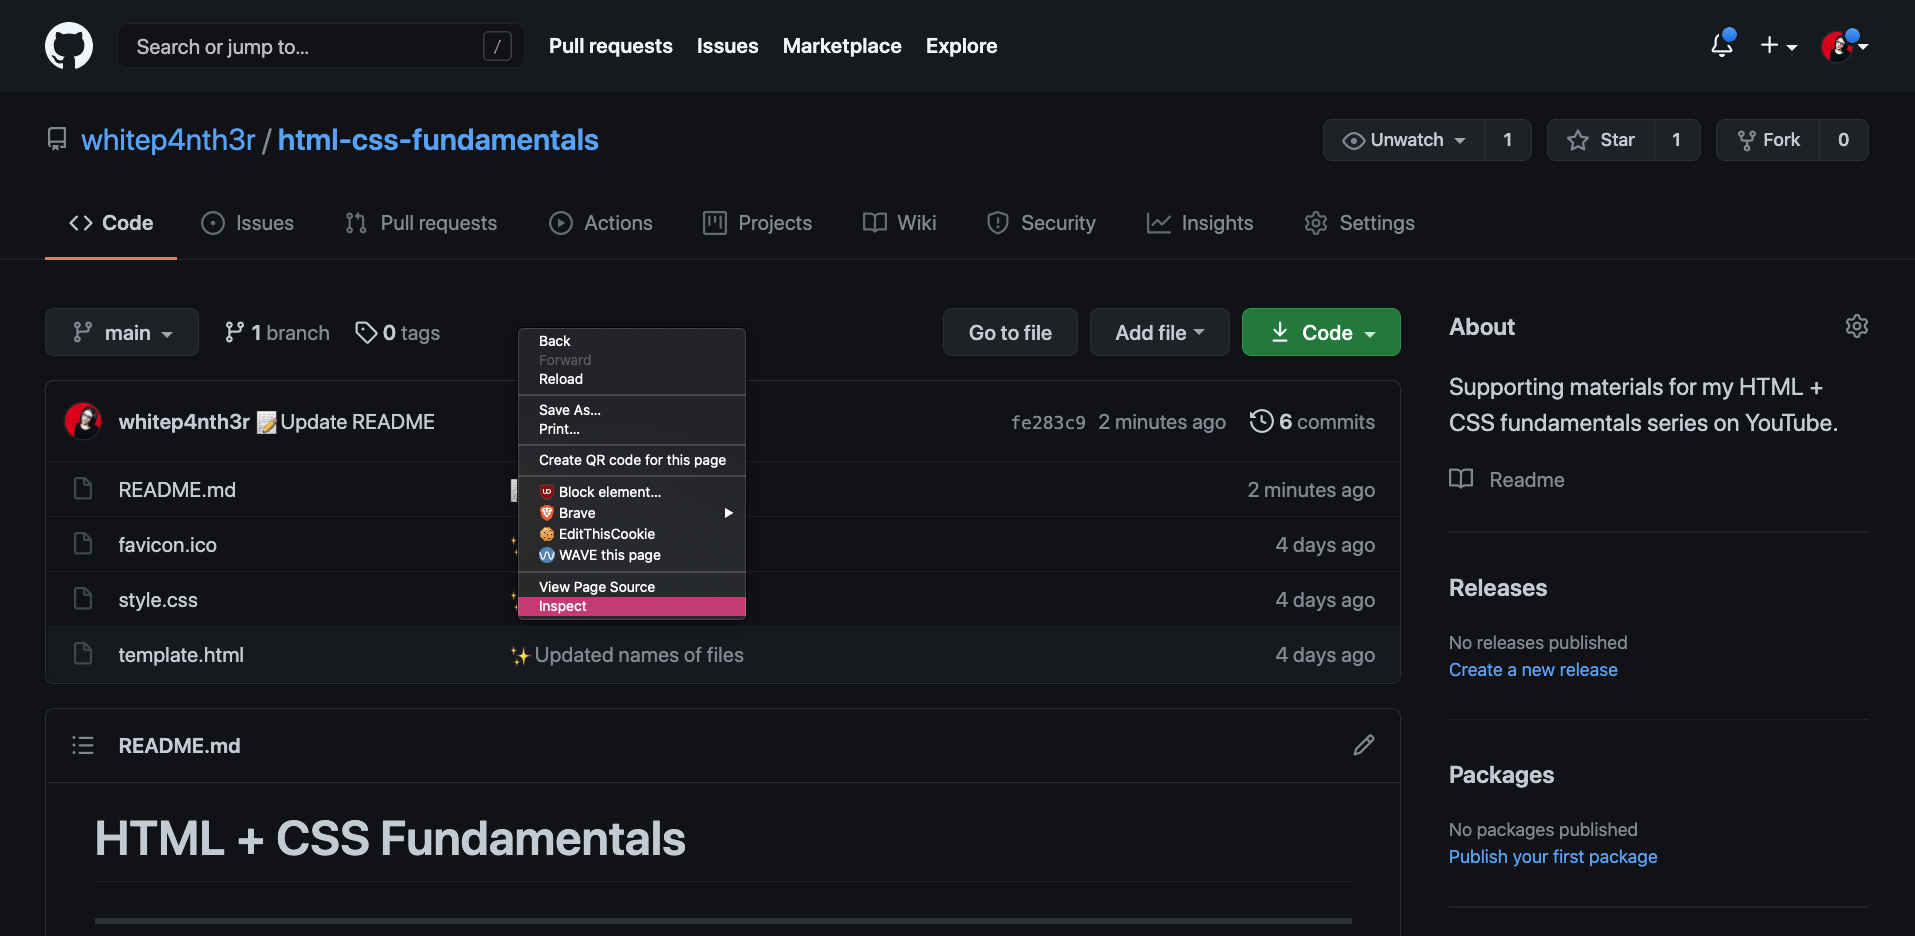 Search or jump to... /
Pull requests Issues Marketplace Explore
whitep4nth3r / html-css-fundamentals
Unwatch 1 Star 1 Fork 0
Code Issues Pull requests Actions Projects Wiki Security Insights Settings
main 1 branch 0 tags
Go to file Add file Code
whitep4nth3r Update README
fe283c9 2 minutes ago 6 commits
README.md 2 minutes ago
favicon.ico 4 days ago
style.css 4 days ago
template.html Updated names of files 4 days ago
Back
Forward
Reload
Save As...
Print...
Create QR code for this page
Block element...
Brave
EditThisCookie
WAVE this page
View Page Source
Inspect
README.md
HTML + CSS Fundamentals
About
Supporting materials for my HTML +
CSS fundamentals series on YouTube.
Readme
Releases
No releases published
Create a new release
Packages
No packages published
Publish your first package